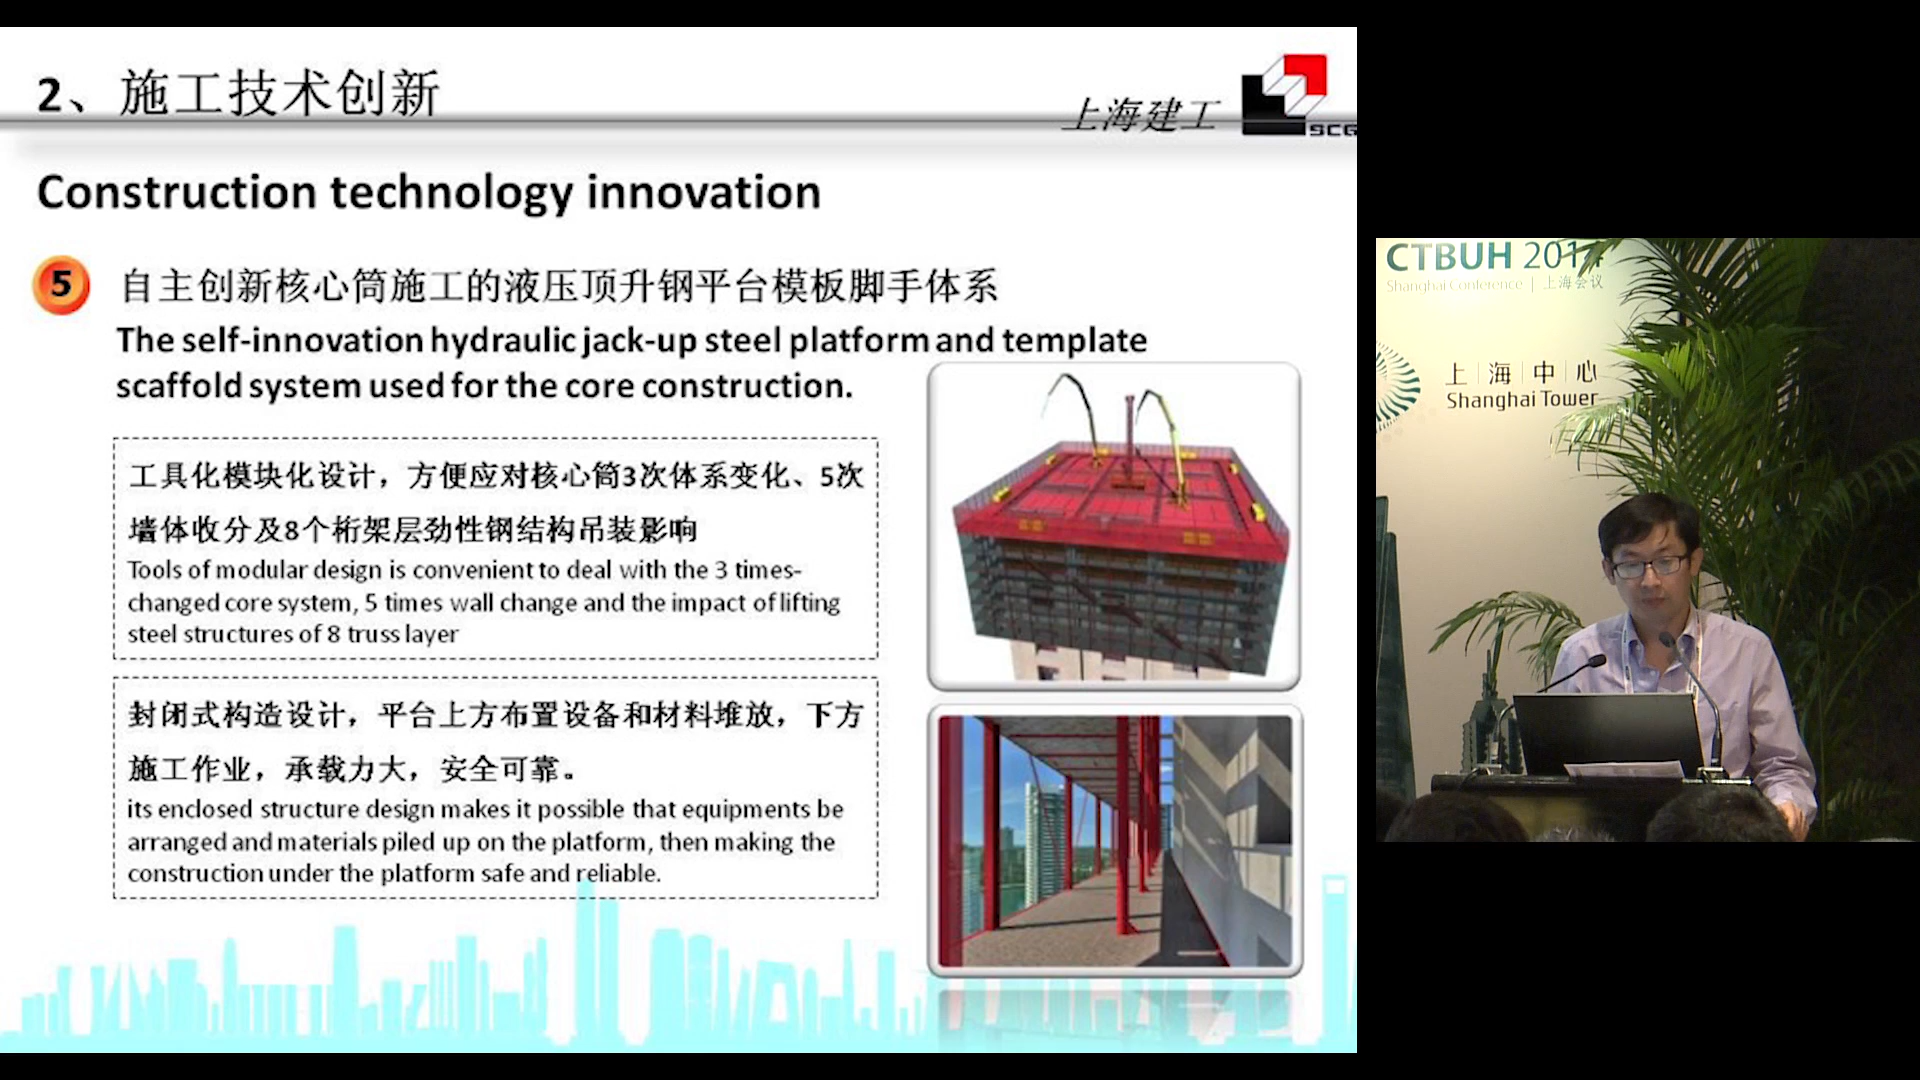 2、施工技术创新
上海建工
SCG
Construction technology innovation
5
自主创新核心筒施工的液压顶升钢平台模板脚手体系
The self-innovation hydraulic jack-up steel platform and template
scaffold system used for the core construction.
工具化模块化设计，方便应对核心筒3次体系变化、5次
墙体收分及8个桁架层劲性钢结构吊装影响
Tools of modular design is convenient to deal with the 3 times-
changed core system, 5 times wall change and the impact of lifting
steel structures of 8 truss layer
封闭式构造设计，平台上方布置设备和材料堆放，下方
施工作业，承载力大，安全可靠。
its enclosed structure design makes it possible that equipments be
arranged and materials piled up on the platform, then making the
construction under the platform safe and reliable.
CTBUH 2014
Shanghai Conference | 上海会议
上海中心
Shanghai Tower